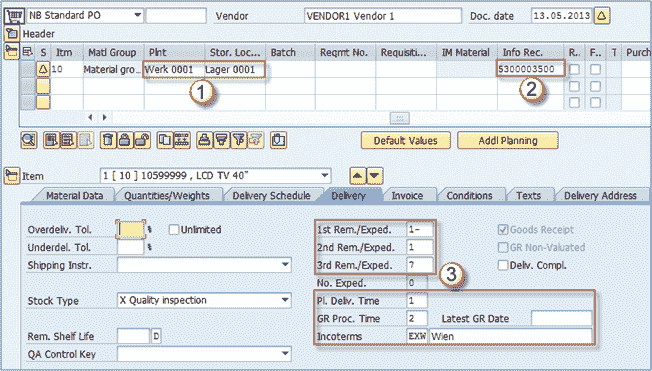 NB Standard PO Vendor VENDOR1 Vendor 1 Doc. date 13.05.2013
Header
S Itm Matl Group Plnt Stor. Loc... Batch Reqmt No. Requisiti... IM Material Info Rec. R.. F.. T Purch
10 Material gro... Werk 0001 Lager 0001 5300003500
1 2
Default Values Addl Planning
Item 1 [ 10 ] 10599999 , LCD TV 40"
Material Data Quantities/Weights Delivery Schedule Delivery Invoice Conditions Texts Delivery Address
Overdeliv. Tol. % Unlimited 1st Rem./Exped. 1- Goods Receipt
Underdel. Tol. % 2nd Rem./Exped. 1 GR Non-Valuated
Shipping Instr. 3rd Rem./Exped. 7 Deliv. Compl.
No. Exped. 0 3
Stock Type X Quality inspection Pl. Deliv. Time 1
GR Proc. Time 2 Latest GR Date
Rem. Shelf Life D Incoterms EXW Wien
QA Control Key